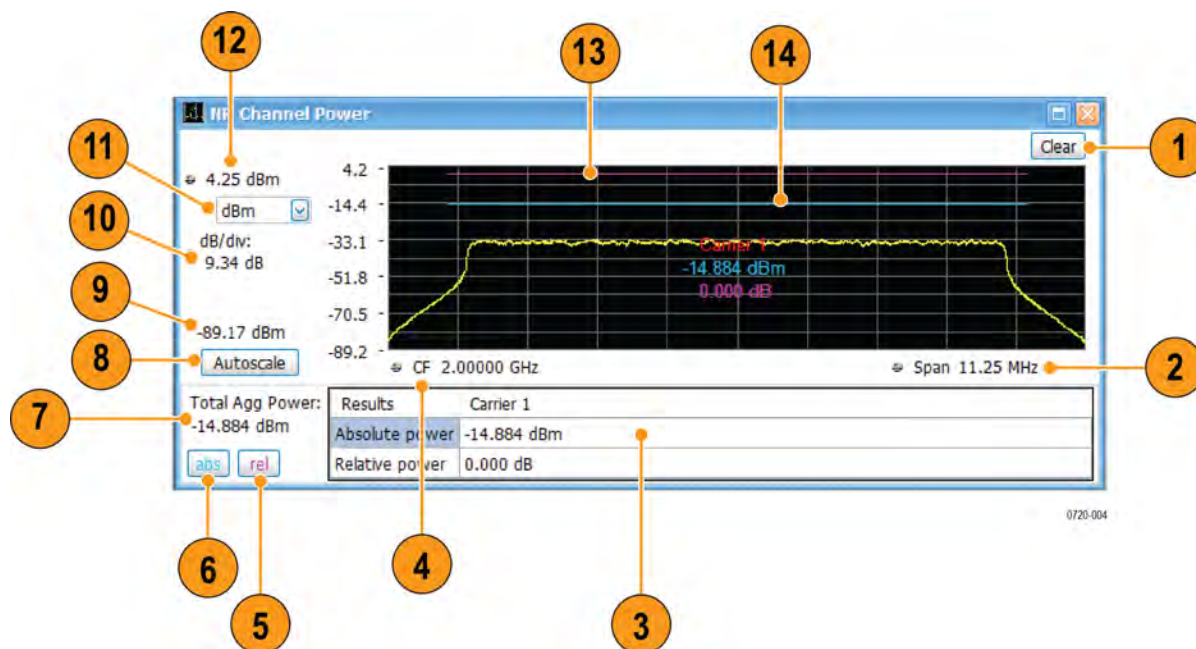 12
13
14
NR Channel Power
1
Clear
11
4.25 dBm
4.2
dBm
-14.4
10
dB/div:
9.34 dB
-33.1
Carrier 1
-14.884 dBm
0.000 dB
-51.8
9
-89.17 dBm
-70.5
8
Autoscale
-89.2
CF 2.00000 GHz
Span 11.25 MHz
2
7
Total Agg Power:
-14.884 dBm
Results Carrier 1
Absolute power -14.884 dBm
Relative power 0.000 dB
abs rel
0720-004
6
5
4
3